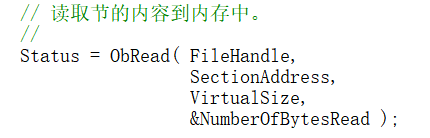 // 读取节的内容到内存中。
//
Status = ObRead( FileHandle,
SectionAddress,
VirtualSize,
&NumberOfBytesRead );